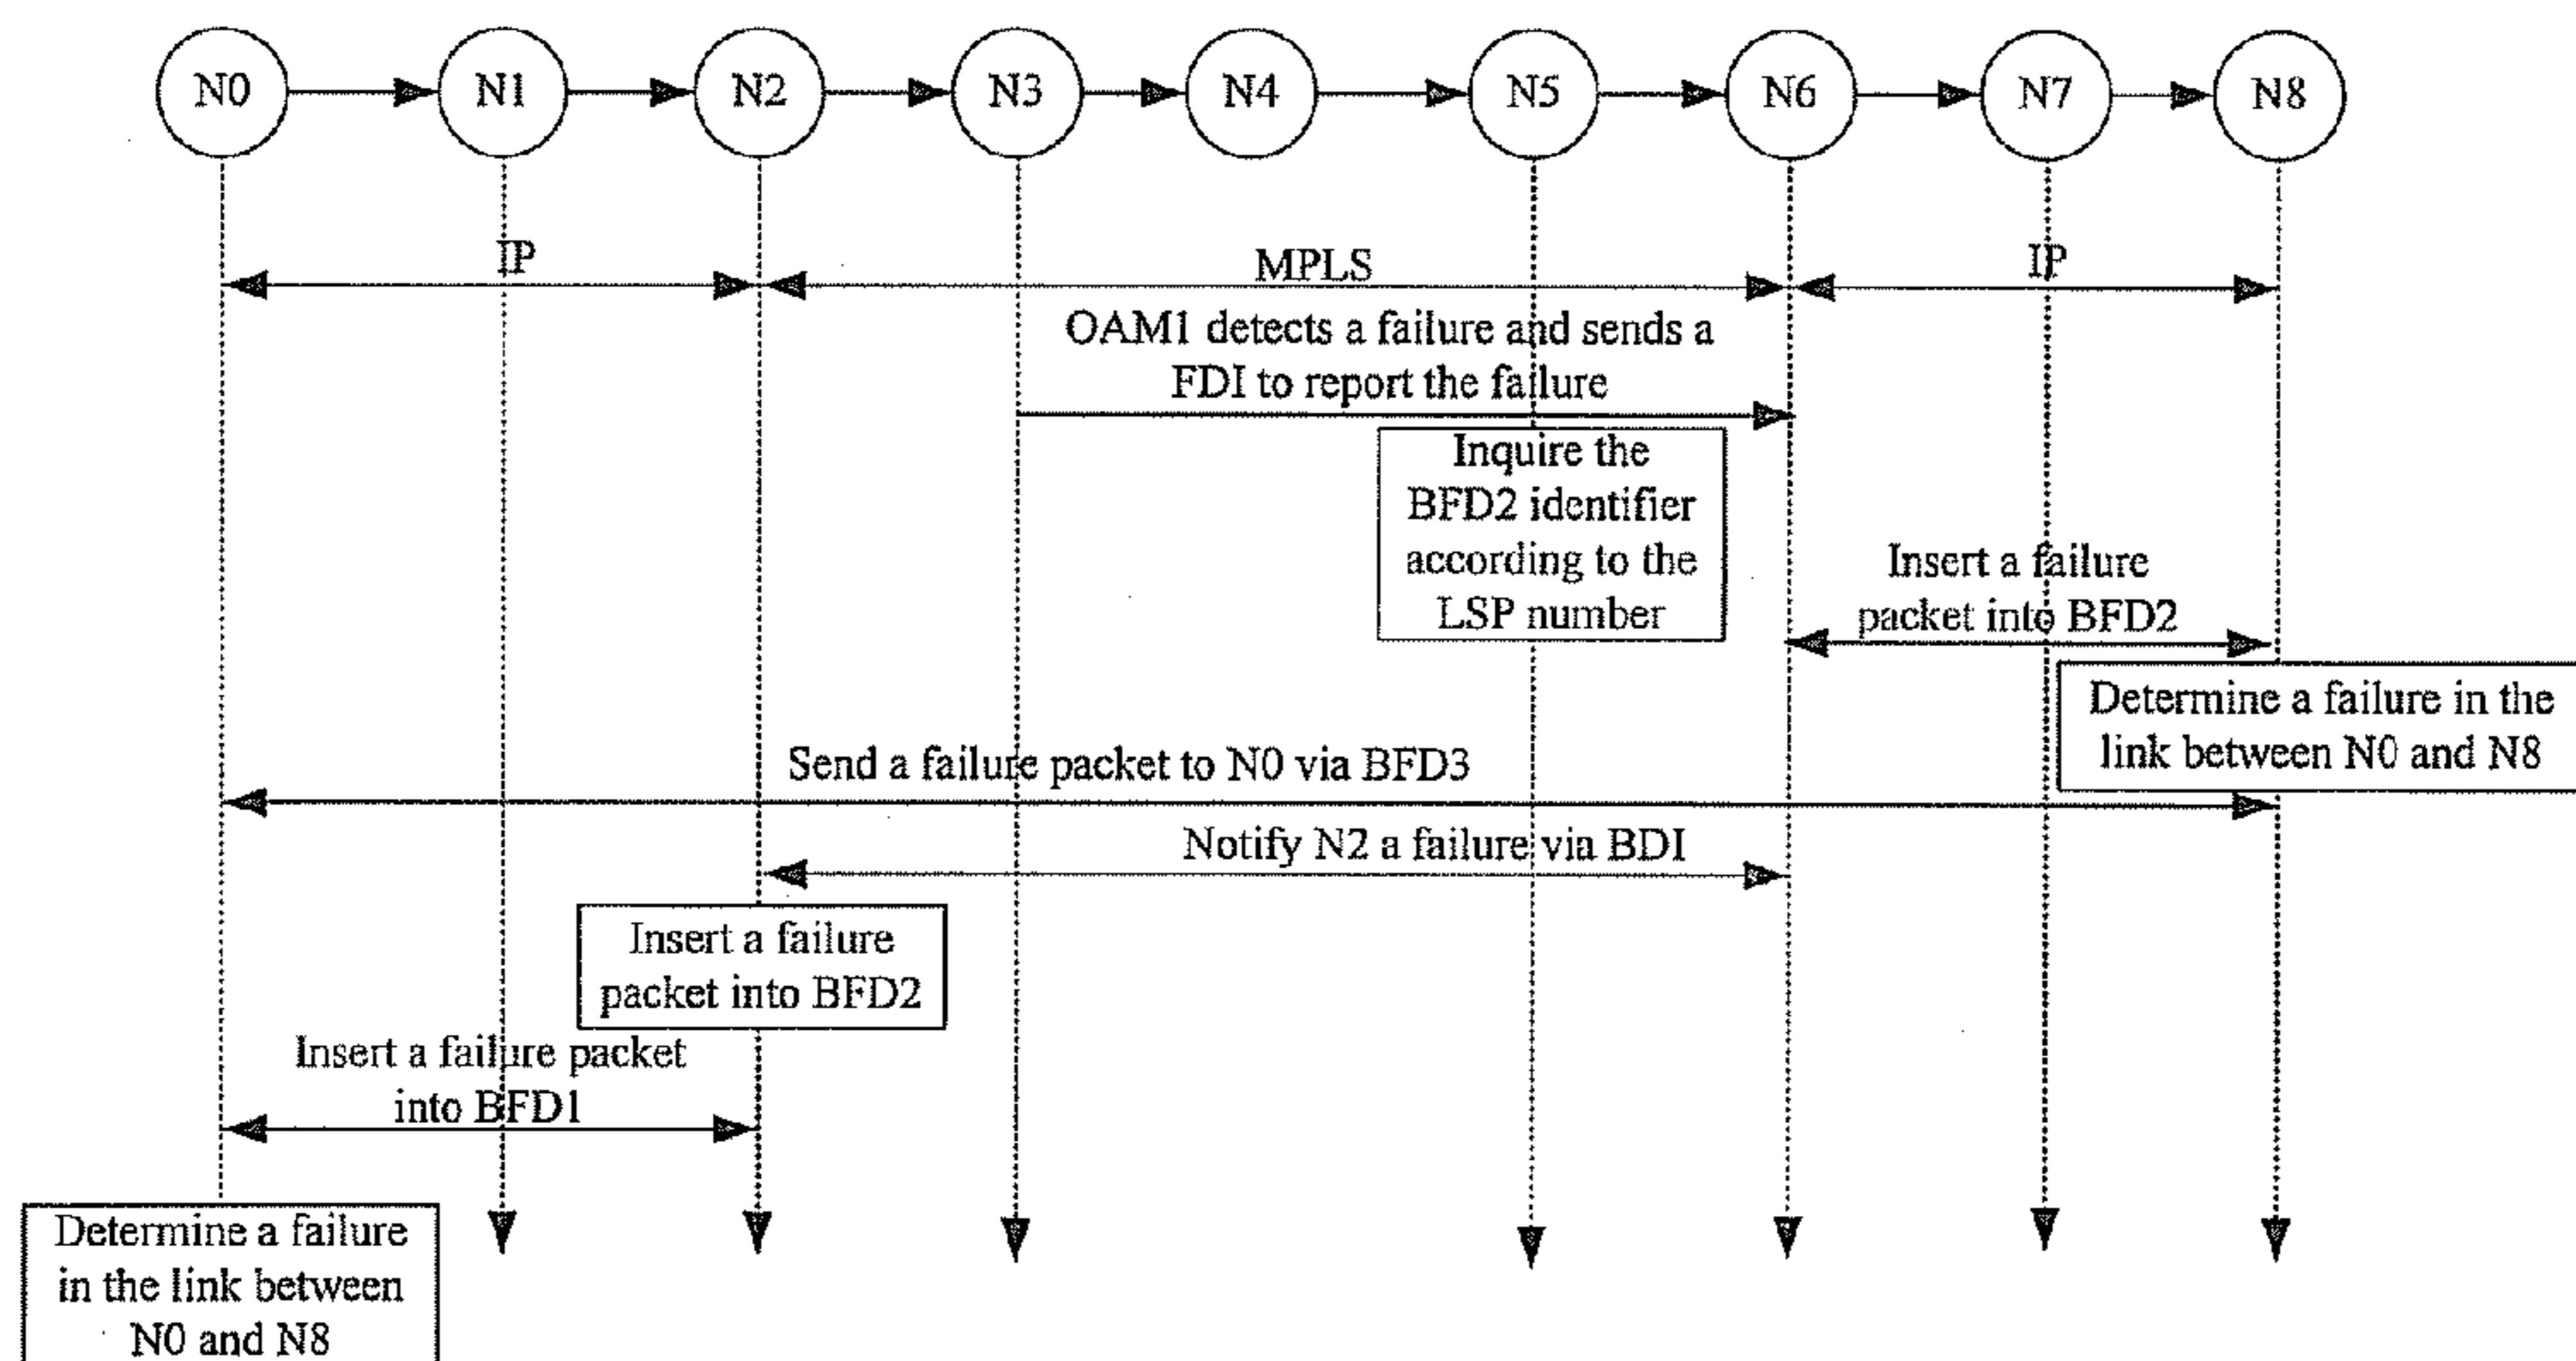 N0 N1 N2 N3 N4 N5 N6 N7 N8
IP MPLS IP
OAM1 detects a failure and sends a
FDI to report the failure
Inquire the
BFD2 identifier
according to the
LSP number
Insert a failure
packet into BFD2
Determine a failure in the
link between N0 and N8
Send a failure packet to N0 via BFD3
Notify N2 a failure via BDI
Insert a failure
packet into BFD2
Insert a failure packet
into BFD1
Determine a failure
in the link between
N0 and N8